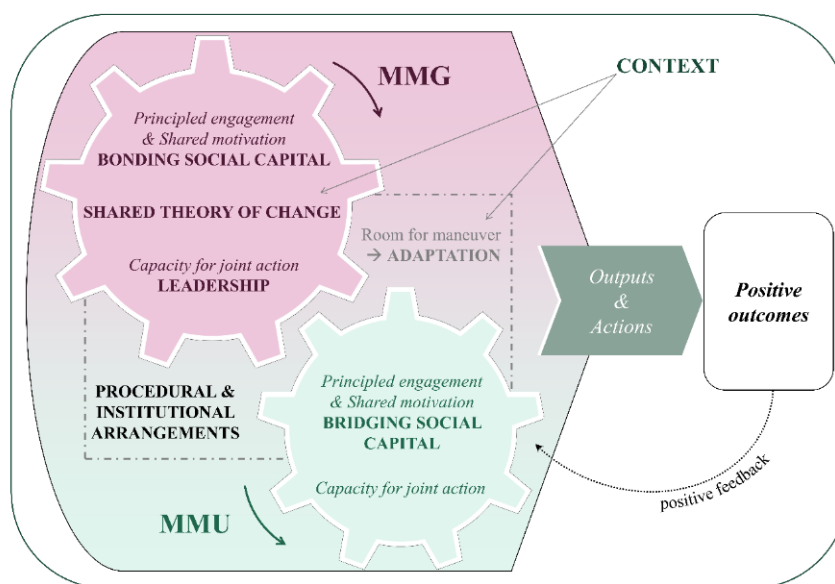 MMG
CONTEXT
Principled engagement
& Shared motivation
BONDING SOCIAL CAPITAL
SHARED THEORY OF CHANGE
Capacity for joint action
LEADERSHIP
Room for maneuver
→ ADAPTATION
Outputs
&
Actions
Positive
outcomes
PROCEDURAL &
INSTITUTIONAL
ARRANGEMENTS
Principled engagement
& Shared motivation
BRIDGING SOCIAL
CAPITAL
Capacity for joint action
MMU
positive feedback